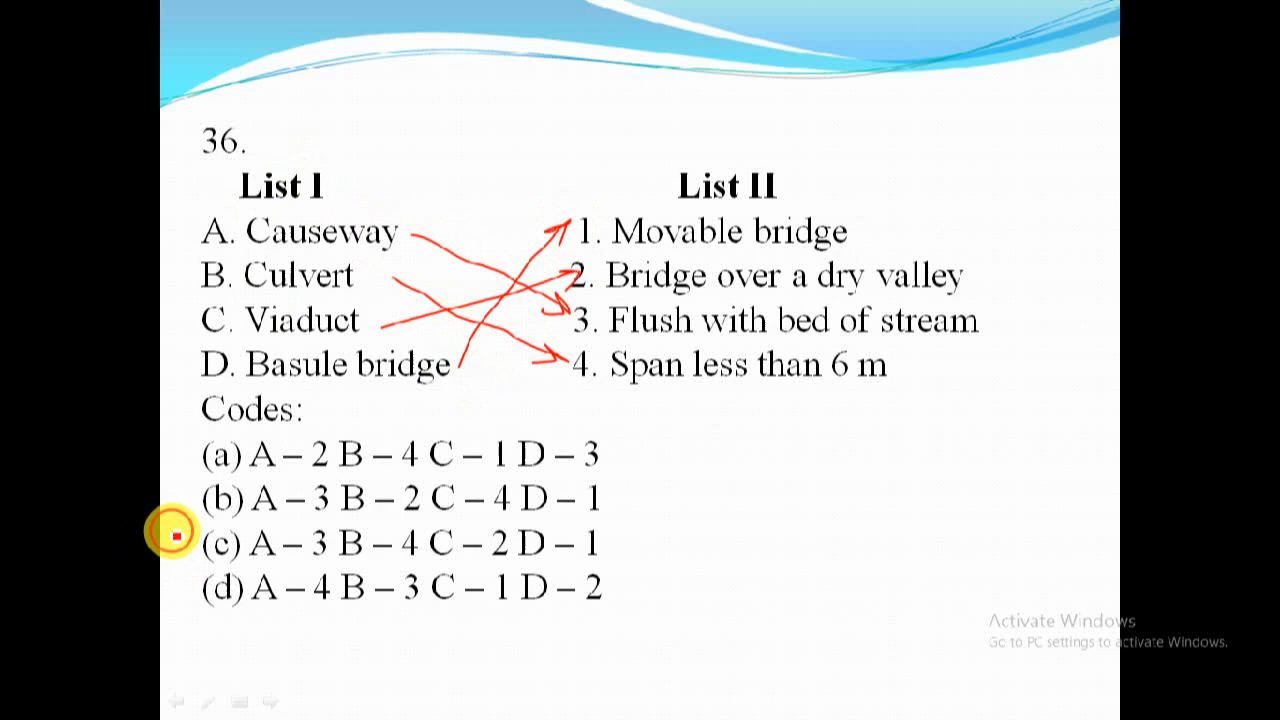 36.
List I List II
A. Causeway 1. Movable bridge
B. Culvert 2. Bridge over a dry valley
C. Viaduct 3. Flush with bed of stream
D. Basule bridge 4. Span less than 6 m
Codes:
(a) A – 2 B – 4 C – 1 D – 3
(b) A – 3 B – 2 C – 4 D – 1
(c) A – 3 B – 4 C – 2 D – 1
(d) A – 4 B – 3 C – 1 D – 2
Activate Windows
Go to PC settings to activate Windows.